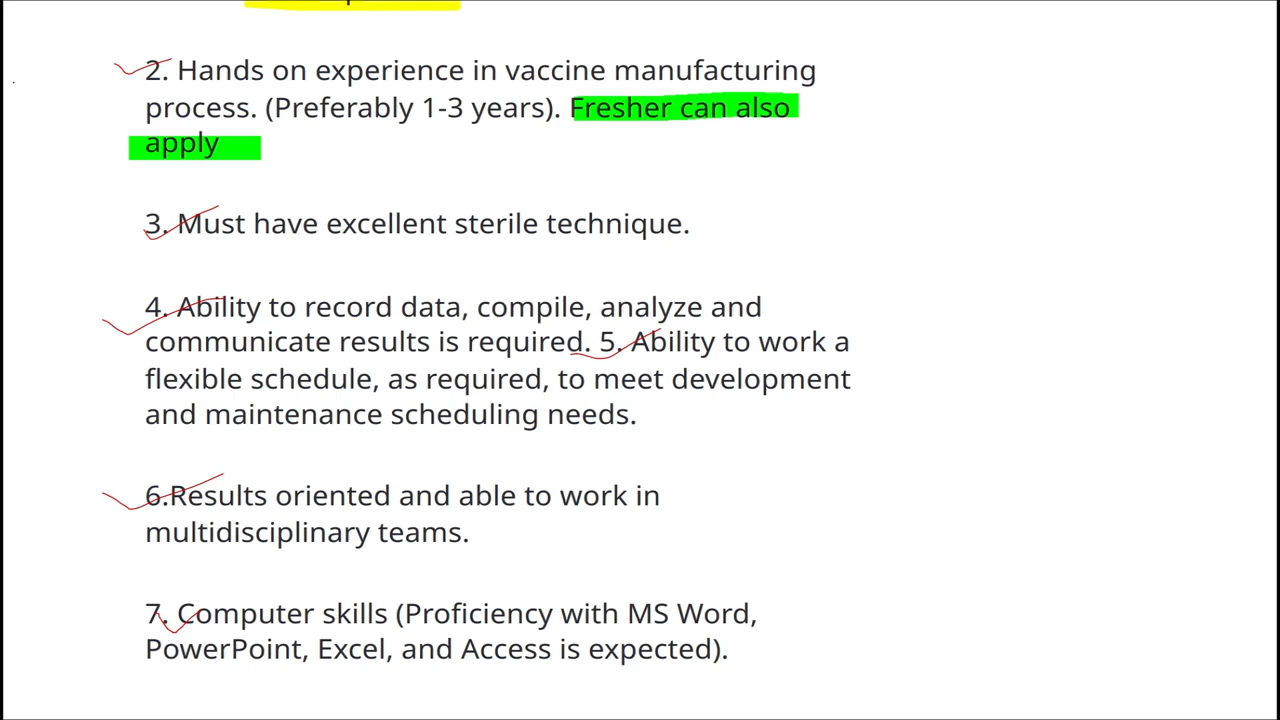 2. Hands on experience in vaccine manufacturing
process. (Preferably 1-3 years). Fresher can also
apply
3. Must have excellent sterile technique.
4. Ability to record data, compile, analyze and
communicate results is required. 5. Ability to work a
flexible schedule, as required, to meet development
and maintenance scheduling needs.
6.Results oriented and able to work in
multidisciplinary teams.
7. Computer skills (Proficiency with MS Word,
PowerPoint, Excel, and Access is expected).